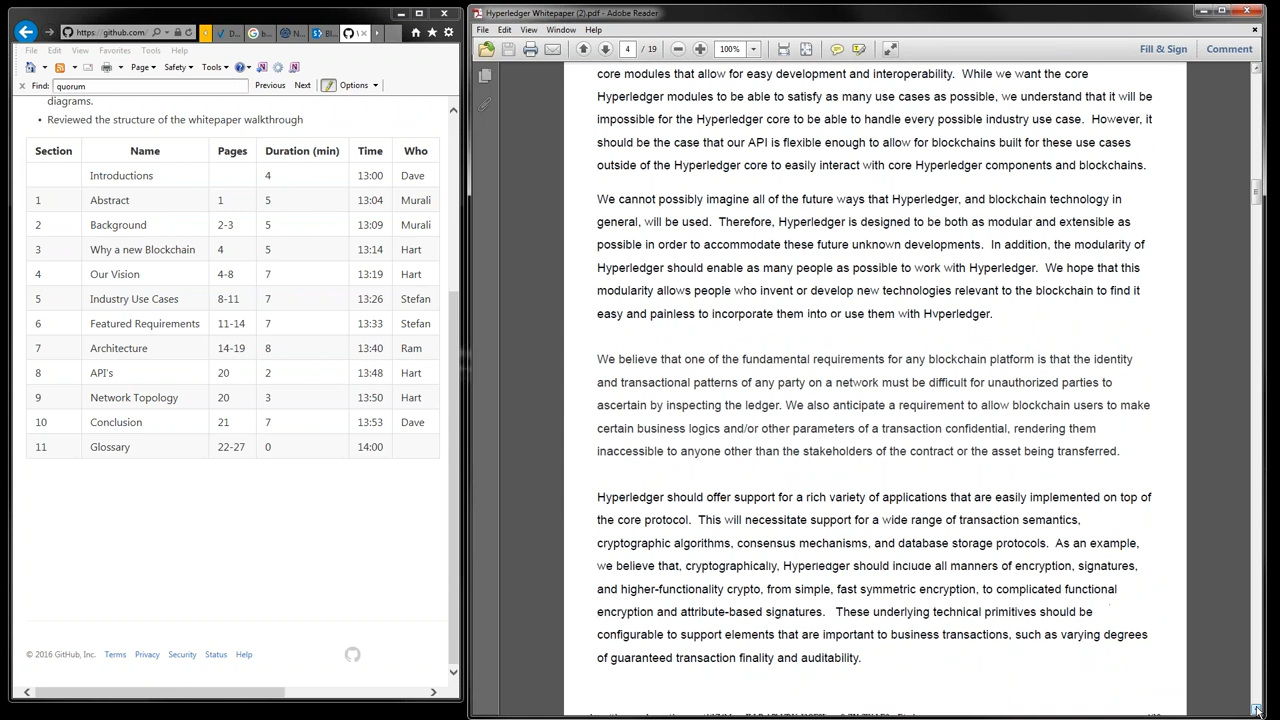 https://github.com/
D...
b...
N...
Bl...
File Edit View Favorites Tools Help
Page Safety Tools
Find: quorum Previous Next Options
diagrams.
• Reviewed the structure of the whitepaper walkthrough
Section Name Pages Duration (min) Time Who
Introductions 4 13:00 Dave
1 Abstract 1 5 13:04 Murali
2 Background 2-3 5 13:09 Murali
3 Why a new Blockchain 4 5 13:14 Hart
4 Our Vision 4-8 7 13:19 Hart
5 Industry Use Cases 8-11 7 13:26 Stefan
6 Featured Requirements 11-14 7 13:33 Stefan
7 Architecture 14-19 8 13:40 Ram
8 API's 20 2 13:48 Hart
9 Network Topology 20 3 13:50 Hart
10 Conclusion 21 7 13:53 Dave
11 Glossary 22-27 0 14:00
© 2016 GitHub, Inc. Terms Privacy Security Status Help
Hyperledger Whitepaper (2).pdf - Adobe Reader
File Edit View Window Help
4 / 19 100% Fill & Sign Comment
core modules that allow for easy development and interoperability. While we want the core
Hyperledger modules to be able to satisfy as many use cases as possible, we understand that it will be
impossible for the Hyperledger core to be able to handle every possible industry use case. However, it
should be the case that our API is flexible enough to allow for blockchains built for these use cases
outside of the Hyperledger core to easily interact with core Hyperledger components and blockchains.
We cannot possibly imagine all of the future ways that Hyperledger, and blockchain technology in
general, will be used. Therefore, Hyperledger is designed to be both as modular and extensible as
possible in order to accommodate these future unknown developments. In addition, the modularity of
Hyperledger should enable as many people as possible to work with Hyperledger. We hope that this
modularity allows people who invent or develop new technologies relevant to the blockchain to find it
easy and painless to incorporate them into or use them with Hyperledger.
We believe that one of the fundamental requirements for any blockchain platform is that the identity
and transactional patterns of any party on a network must be difficult for unauthorized parties to
ascertain by inspecting the ledger. We also anticipate a requirement to allow blockchain users to make
certain business logics and/or other parameters of a transaction confidential, rendering them
inaccessible to anyone other than the stakeholders of the contract or the asset being transferred.
Hyperledger should offer support for a rich variety of applications that are easily implemented on top of
the core protocol. This will necessitate support for a wide range of transaction semantics,
cryptographic algorithms, consensus mechanisms, and database storage protocols. As an example,
we believe that, cryptographically, Hyperledger should include all manners of encryption, signatures,
and higher-functionality crypto, from simple, fast symmetric encryption, to complicated functional
encryption and attribute-based signatures. These underlying technical primitives should be
configurable to support elements that are important to business transactions, such as varying degrees
of guaranteed transaction finality and auditability.